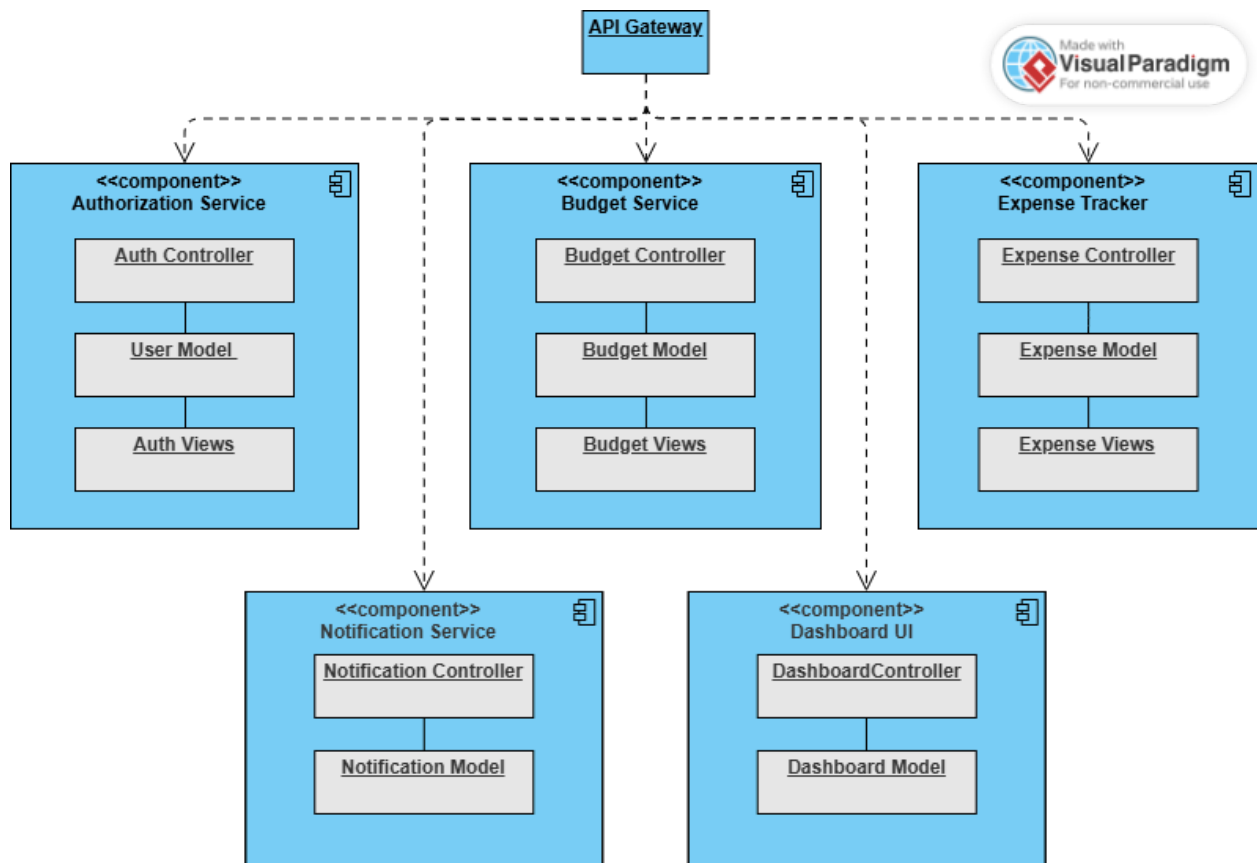 API Gateway
Made with
Visual Paradigm
For non-commercial use
<<component>>
Authorization Service
Auth Controller
User Model
Auth Views
<<component>>
Budget Service
Budget Controller
Budget Model
Budget Views
<<component>>
Expense Tracker
Expense Controller
Expense Model
Expense Views
<<component>>
Notification Service
Notification Controller
Notification Model
<<component>>
Dashboard UI
DashboardController
Dashboard Model